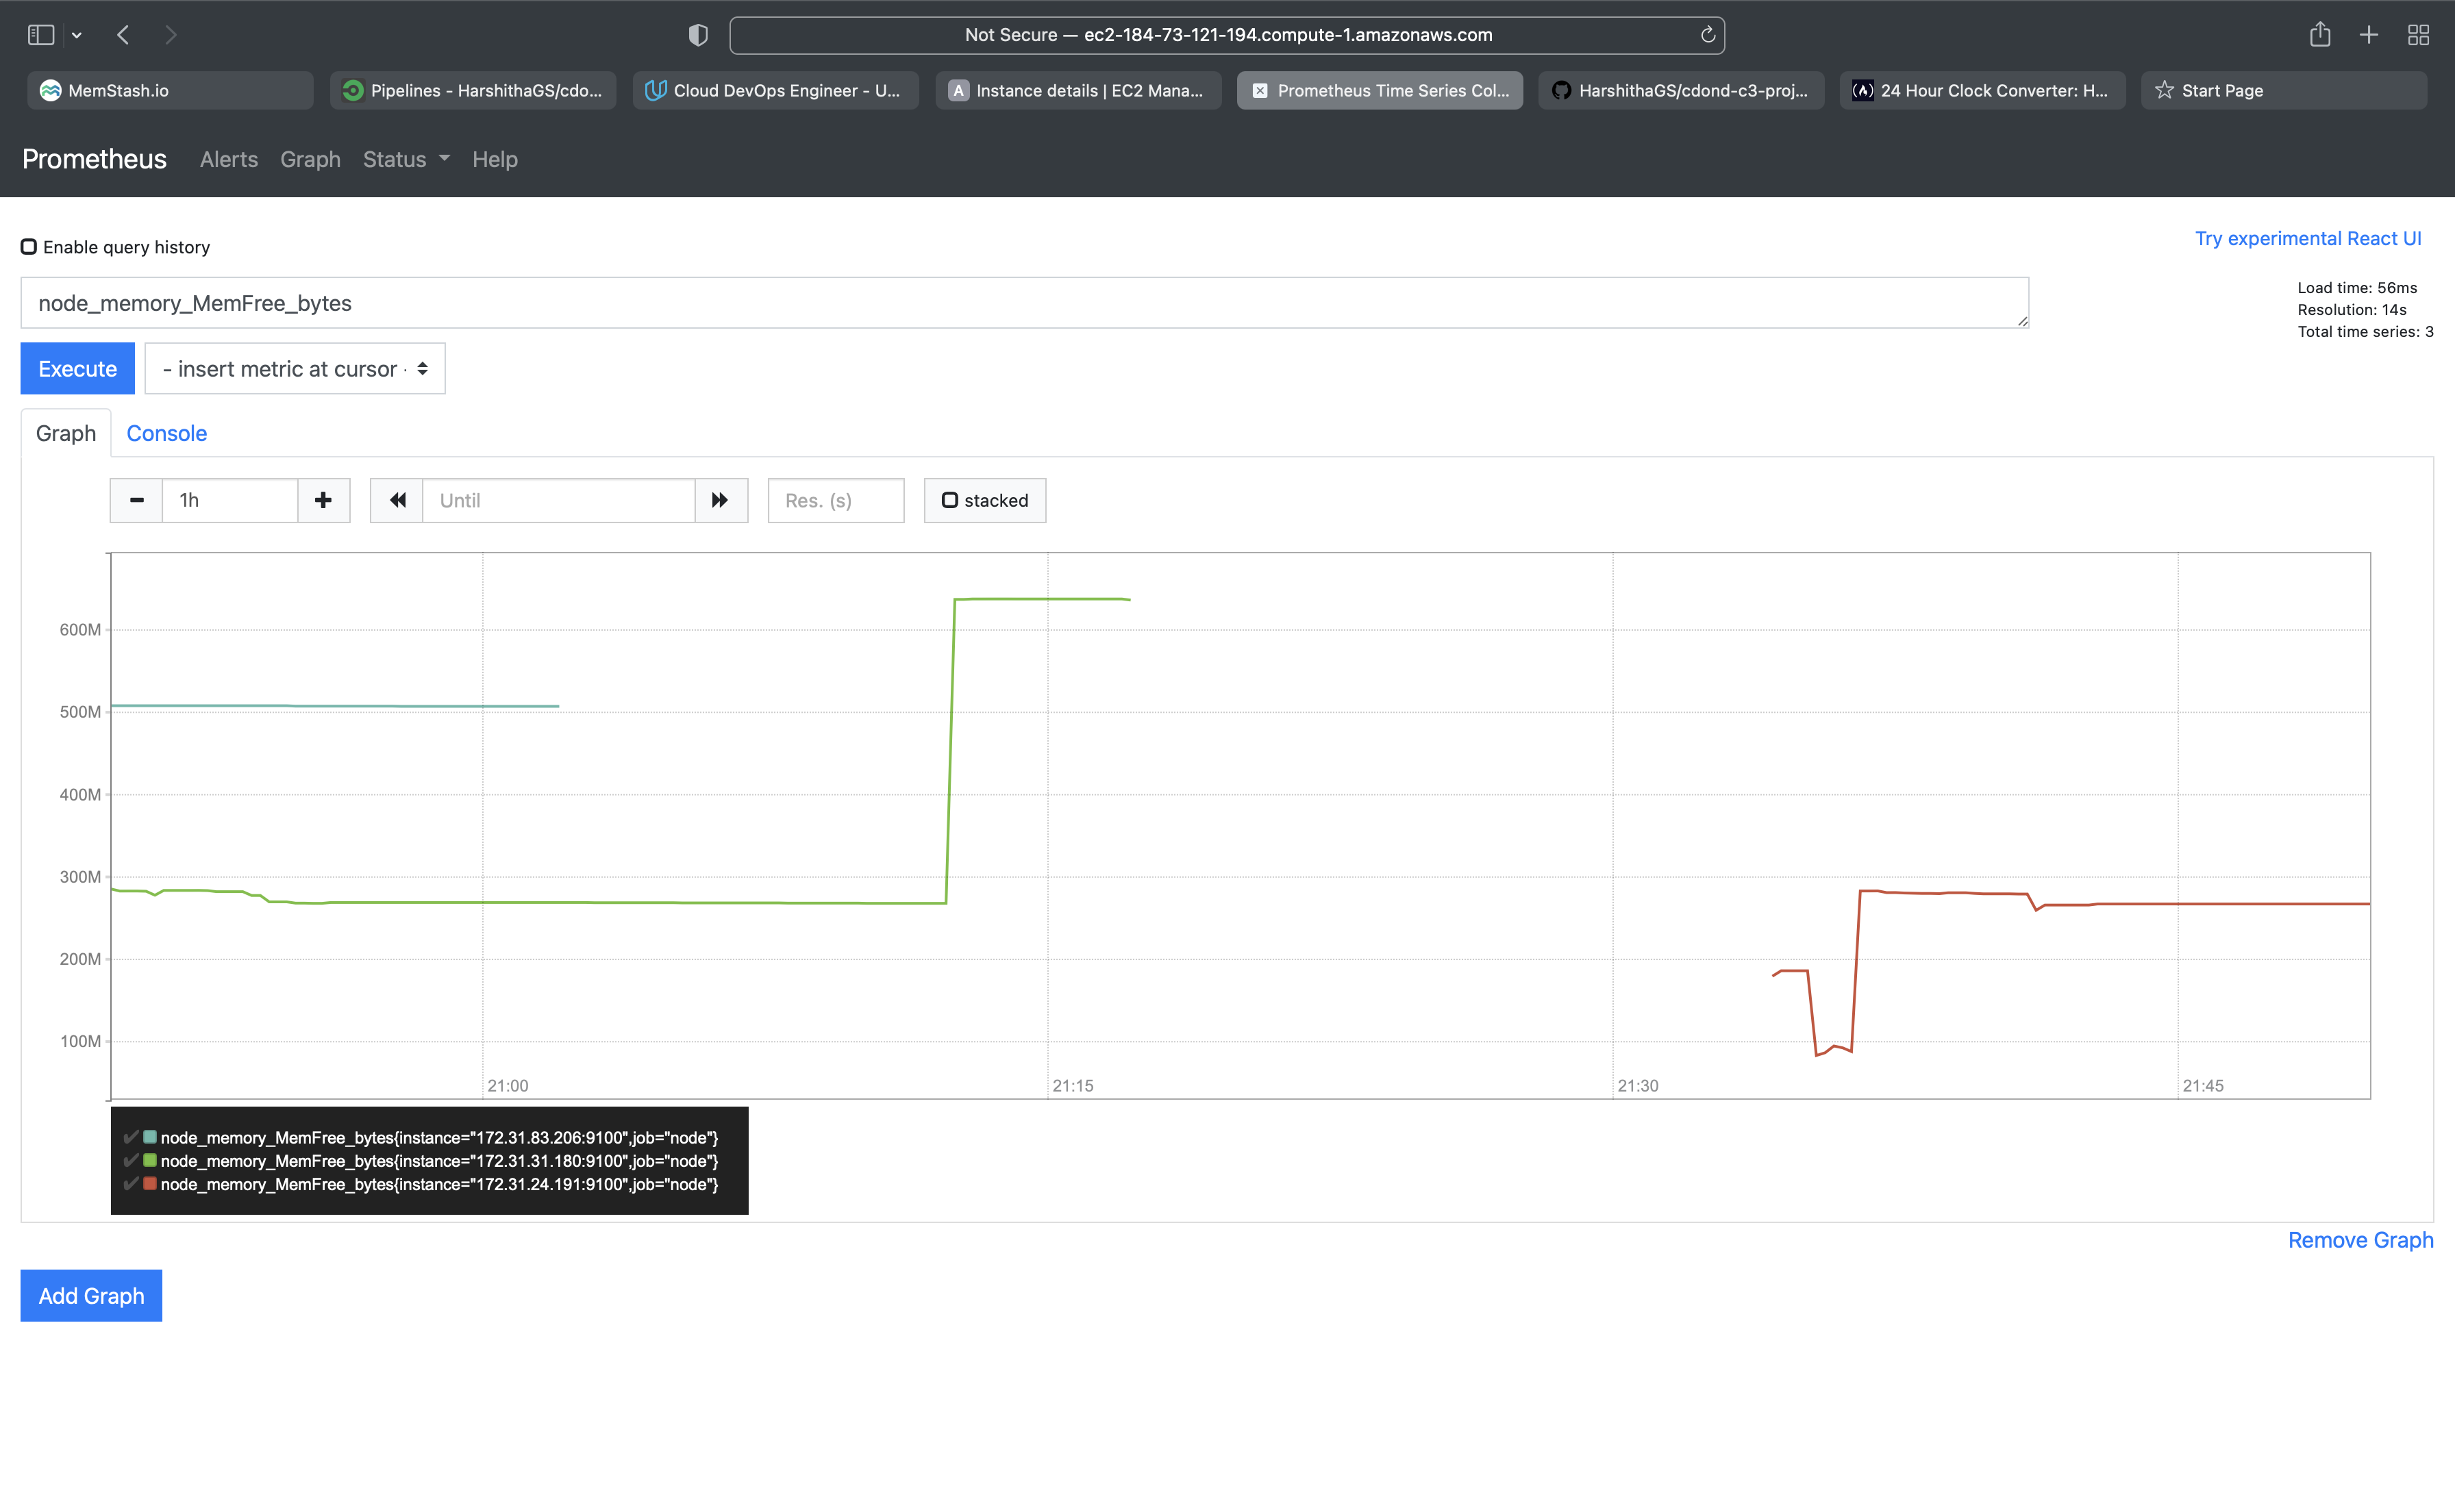 Not Secure — ec2-184-73-121-194.compute-1.amazonaws.com
MemStash.io
Pipelines - HarshithaGS/cdo...
Cloud DevOps Engineer - U...
A Instance details | EC2 Mana...
Prometheus Time Series Col...
HarshithaGS/cdond-c3-proj...
24 Hour Clock Converter: H...
Start Page
Prometheus Alerts Graph Status Help
Enable query history
Try experimental React UI
node_memory_MemFree_bytes
Load time: 56ms
Resolution: 14s
Total time series: 3
Execute
- insert metric at cursor -
Graph Console
1h
Until
Res. (s)
stacked
600M
500M
400M
300M
200M
100M
21:00
21:15
21:30
21:45
node_memory_MemFree_bytes{instance="172.31.83.206:9100",job="node"}
node_memory_MemFree_bytes{instance="172.31.31.180:9100",job="node"}
node_memory_MemFree_bytes{instance="172.31.24.191:9100",job="node"}
Remove Graph
Add Graph